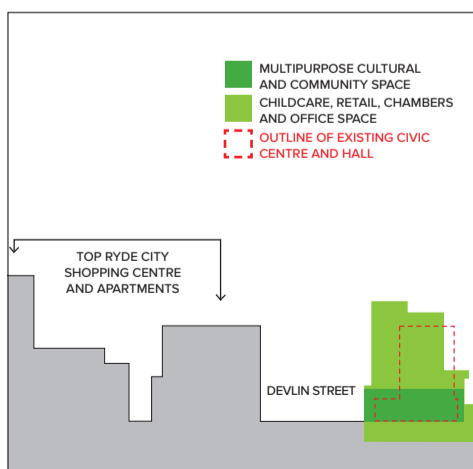 MULTIPURPOSE CULTURAL
AND COMMUNITY SPACE
CHILDCARE, RETAIL, CHAMBERS
AND OFFICE SPACE
OUTLINE OF EXISTING CIVIC
CENTRE AND HALL
TOP RYDE CITY
SHOPPING CENTRE
AND APARTMENTS
DEVLIN STREET